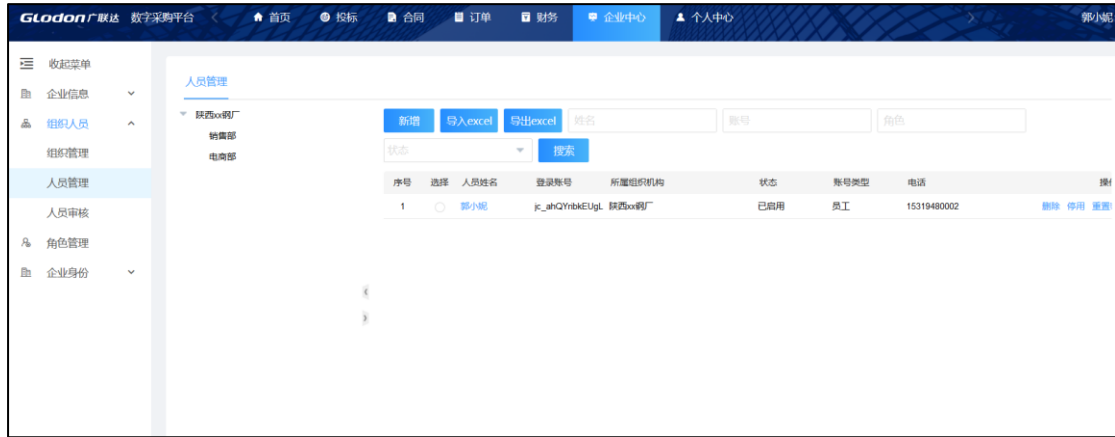 GLodon广联达 数字采购平台 首页 投标 合同 订单 财务 企业中心 个人中心 郭小妮
收起菜单
企业信息
组织人员
组织管理
人员管理
人员审核
角色管理
企业身份
人员管理
陕西xx钢厂
销售部
电商部
新增 导入excel 导出excel 姓名 账号 角色
状态 搜索
序号 选择 人员姓名 登录账号 所属组织机构 状态 账号类型 电话 操
1 郭小妮 jc_ahQYnbkEUgL 陕西xx钢厂 已启用 员工 15319480002 删除 停用 重置